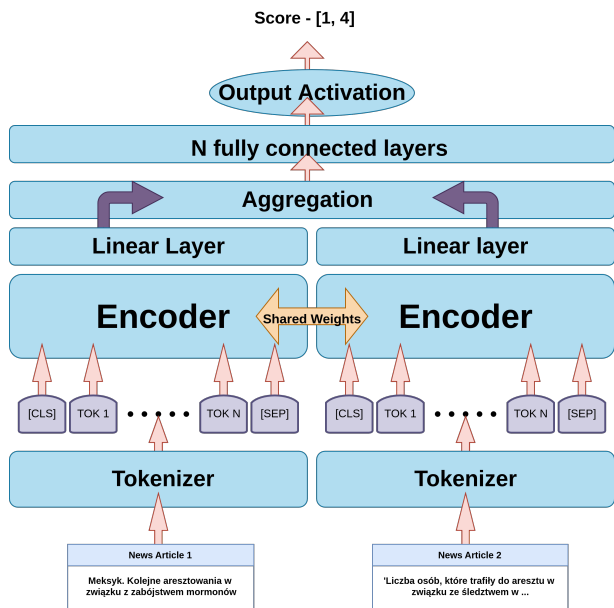 Score - [1, 4]
Output Activation
N fully connected layers
Aggregation
Linear Layer
Linear layer
Encoder
Shared Weights
Encoder
[CLS] TOK 1 • • • • • TOK N [SEP]
[CLS] TOK 1 • • • • • TOK N [SEP]
Tokenizer
Tokenizer
News Article 1
Meksyk. Kolejne aresztowania w
związku z zabójstwem mormonów
News Article 2
'Liczba osób, które trafiły do aresztu w
związku ze śledztwem w ...